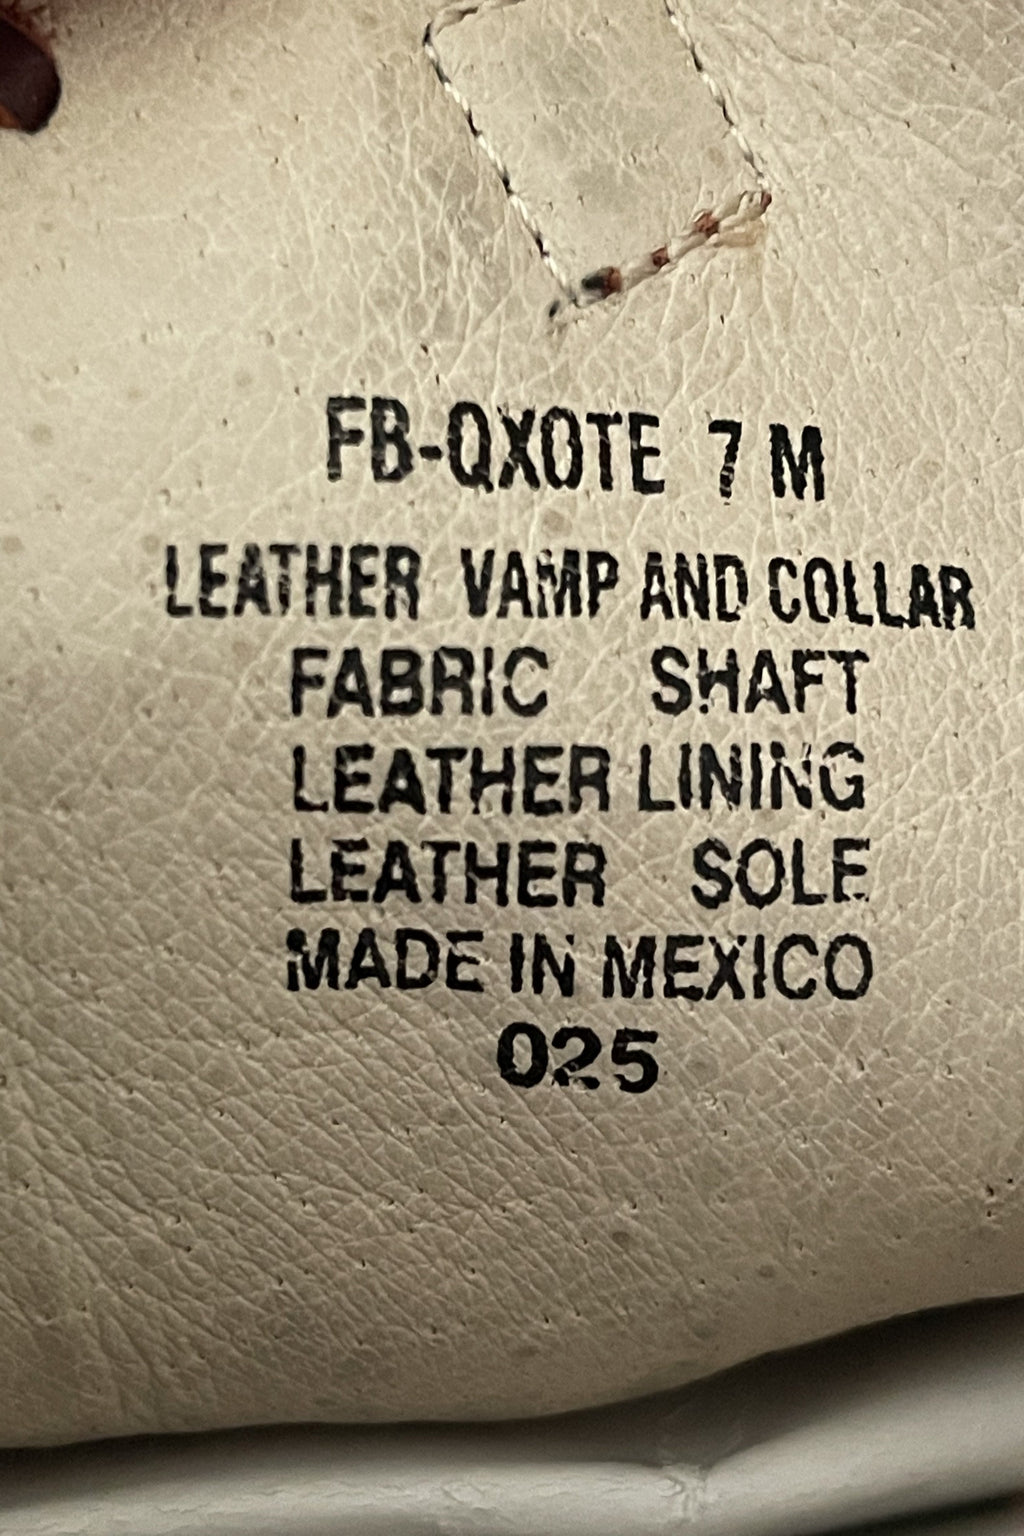 FB-QXOTE 7 M
LEATHER VAMP AND COLLAR
FABRIC SHAFT
LEATHER LINING
LEATHER SOLE
MADE IN MEXICO
025